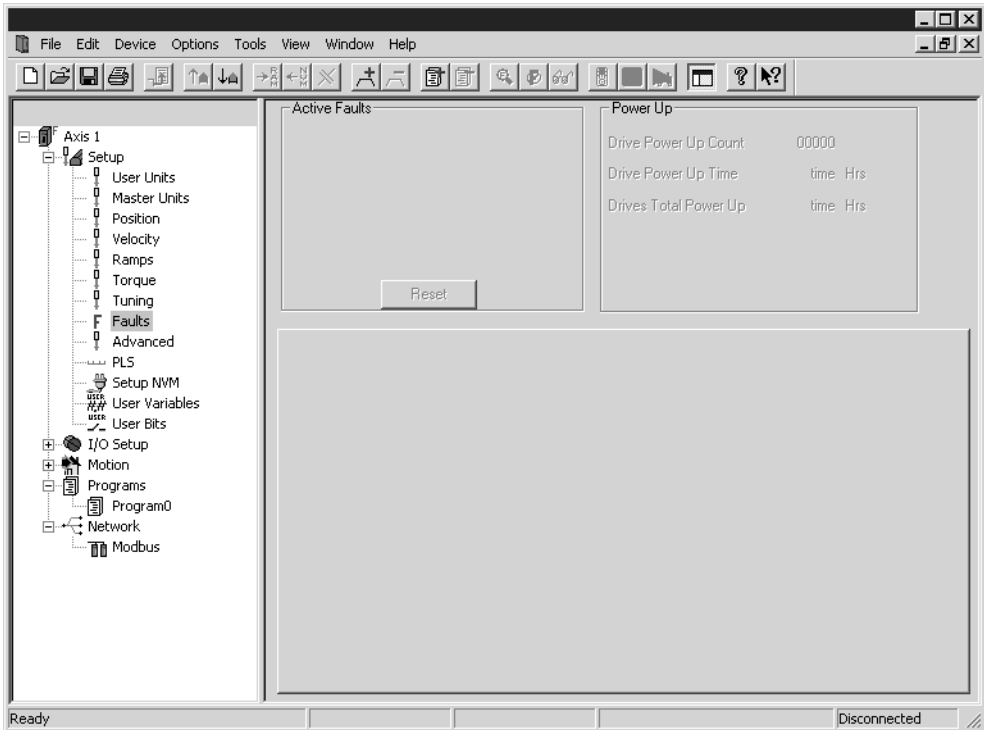 File Edit Device Options Tools View Window Help
Axis 1
Setup
User Units
Master Units
Position
Velocity
Ramps
Torque
Tuning
F Faults
Advanced
PLS
Setup NVM
User Variables
User Bits
I/O Setup
Motion
Programs
Program0
Network
Modbus
Active Faults
Reset
Power Up
Drive Power Up Count 00000
Drive Power Up Time time Hrs
Drives Total Power Up time Hrs
Ready
Disconnected